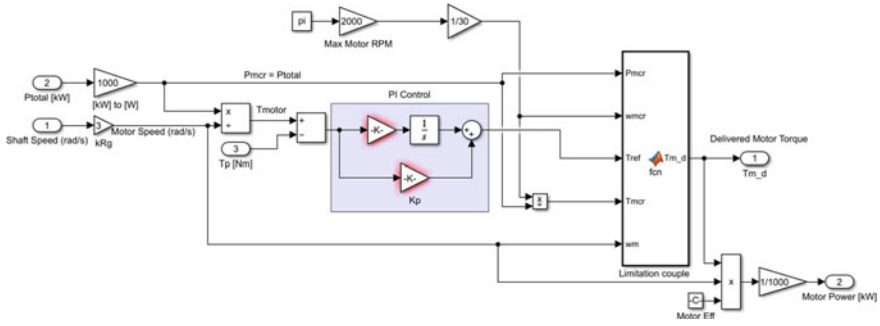 pi
2000
Max Motor RPM
1/30
2
Ptotal [kW]
1000
[kW] to [W]
Pmcr = Ptotal
1
Shaft Speed (rad/s)
3
kRg
Motor Speed (rad/s)
x
÷
Tmotor
3
Tp [Nm]
+
−
PI Control
-K-
1
s
-K-
Kp
+
+
x
÷
Pmcr
wmcr
Tref
Tmcr
wm
fcn
Tm_d
Limitation couple
Delivered Motor Torque
1
Tm_d
-C-
Motor Eff
x
1/1000
2
Motor Power [kW]